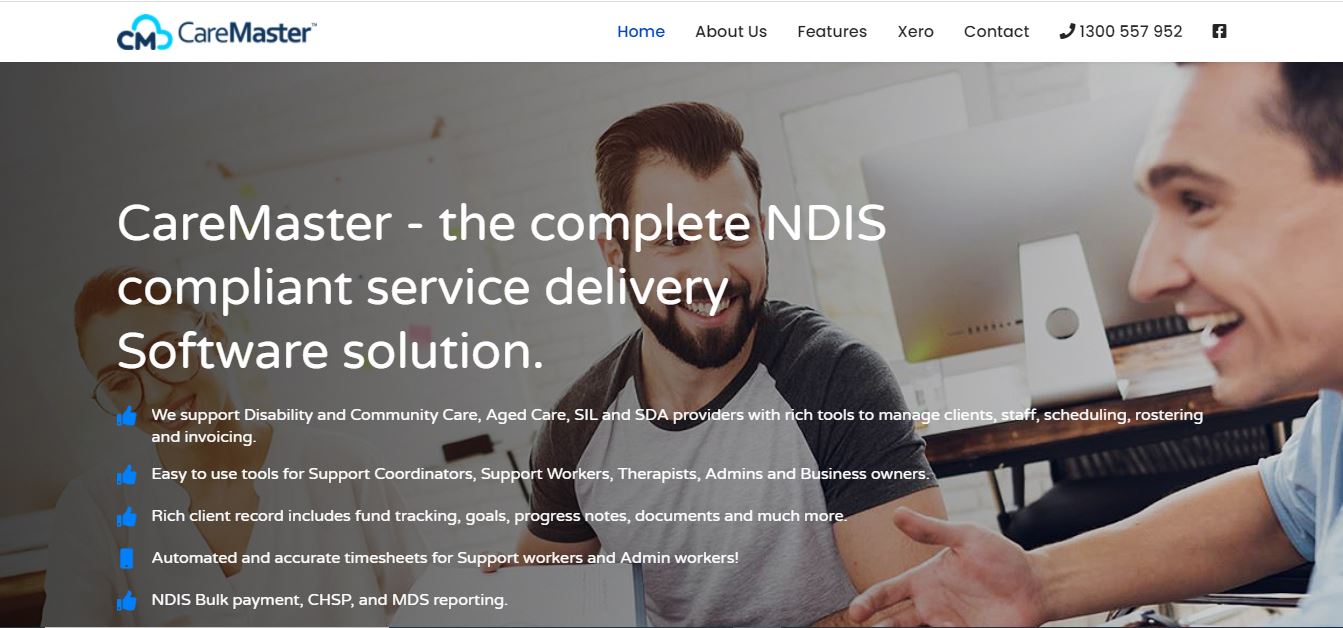 CMD CareMaster™
Home About Us Features Xero Contact 1300 557 952
CareMaster - the complete NDIS
compliant service delivery
Software solution.
We support Disability and Community Care, Aged Care, SIL and SDA providers with rich tools to manage clients, staff, scheduling, rostering
and invoicing.
Easy to use tools for Support Coordinators, Support Workers, Therapists, Admins and Business owners.
Rich client record includes fund tracking, goals, progress notes, documents and much more.
Automated and accurate timesheets for Support workers and Admin workers!
NDIS Bulk payment, CHSP, and MDS reporting.